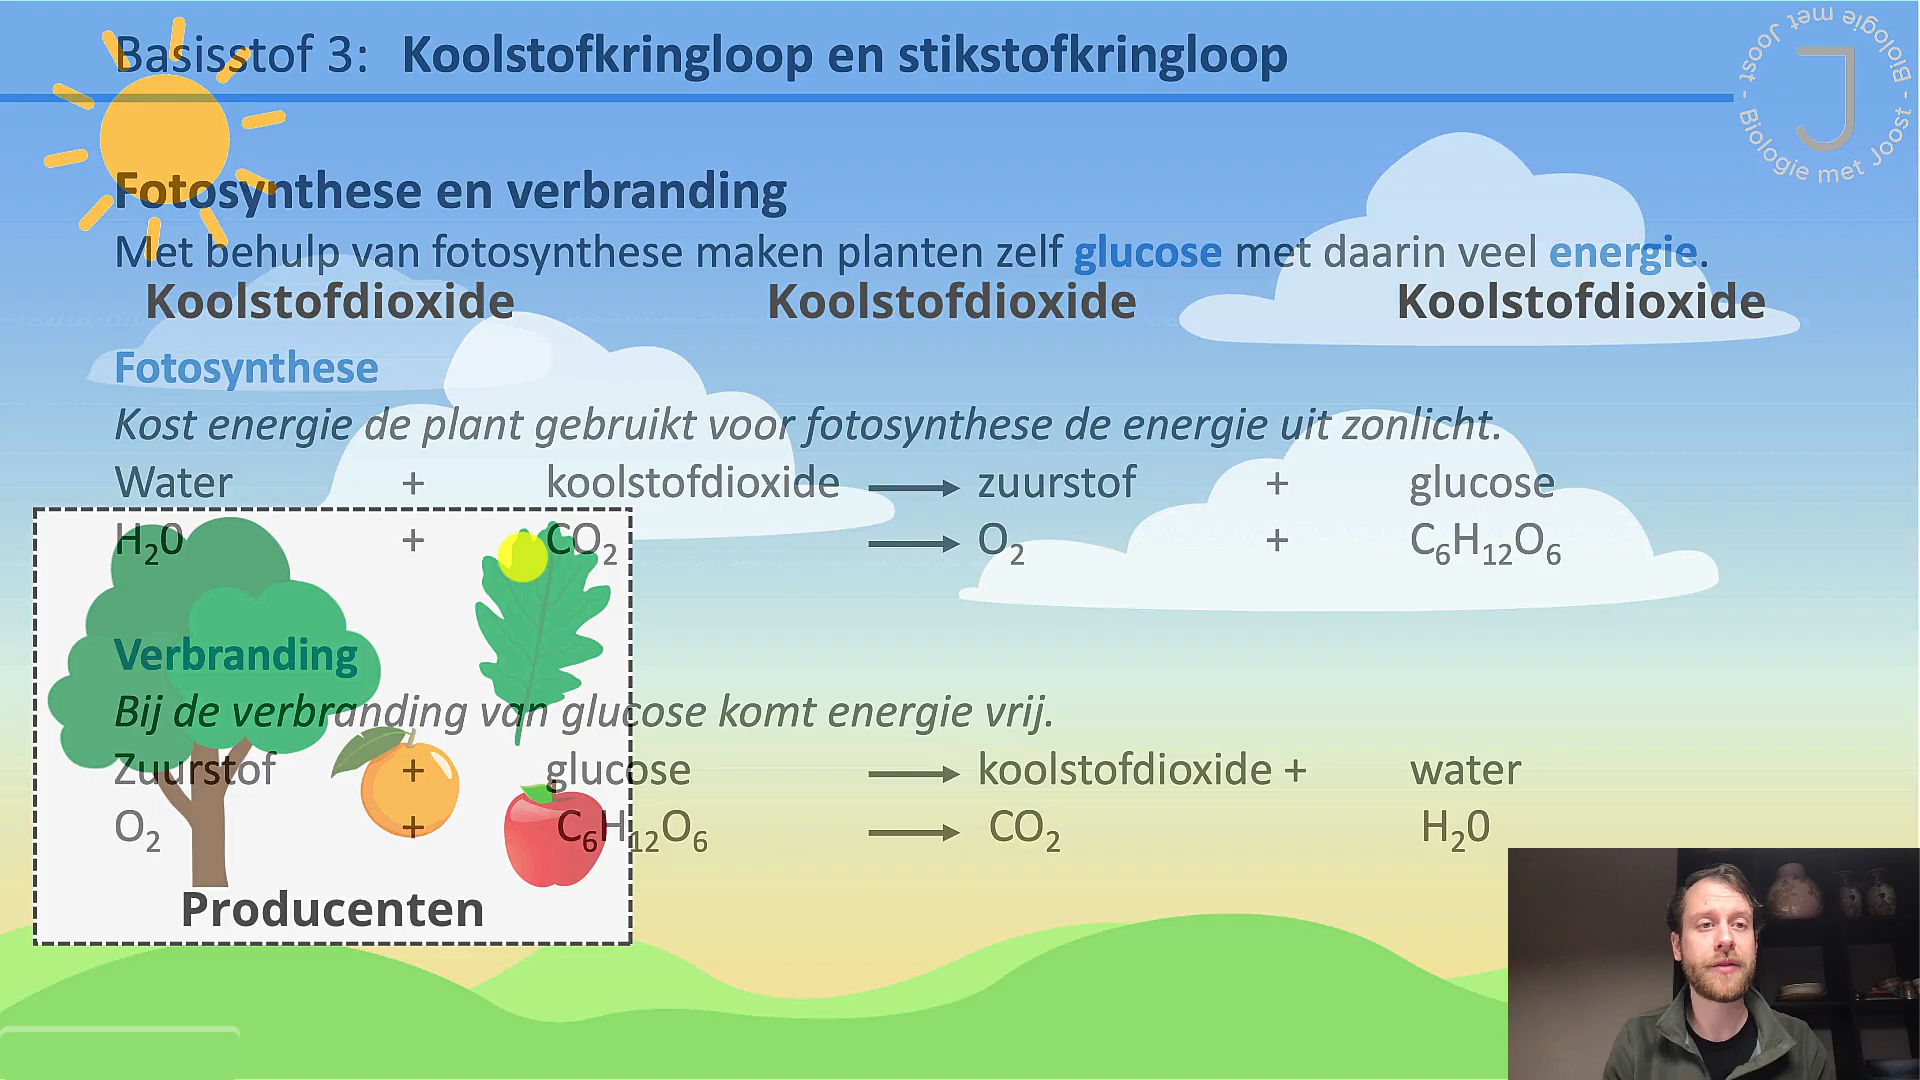 Basisstof 3: Koolstofkringloop en stikstofkringloop
Biologie met Joost - Biologie met Joost -
J
Fotosynthese en verbranding
Met behulp van fotosynthese maken planten zelf glucose met daarin veel energie.
Koolstofdioxide Koolstofdioxide Koolstofdioxide
Fotosynthese
Kost energie de plant gebruikt voor fotosynthese de energie uit zonlicht.
Water + koolstofdioxide → zuurstof + glucose
H₂0 + CO₂ → O₂ + C₆H₁₂O₆
Verbranding
Bij de verbranding van glucose komt energie vrij.
Zuurstof + glucose → koolstofdioxide + water
O₂ + C₆H₁₂O₆ → CO₂ H₂0
Producenten